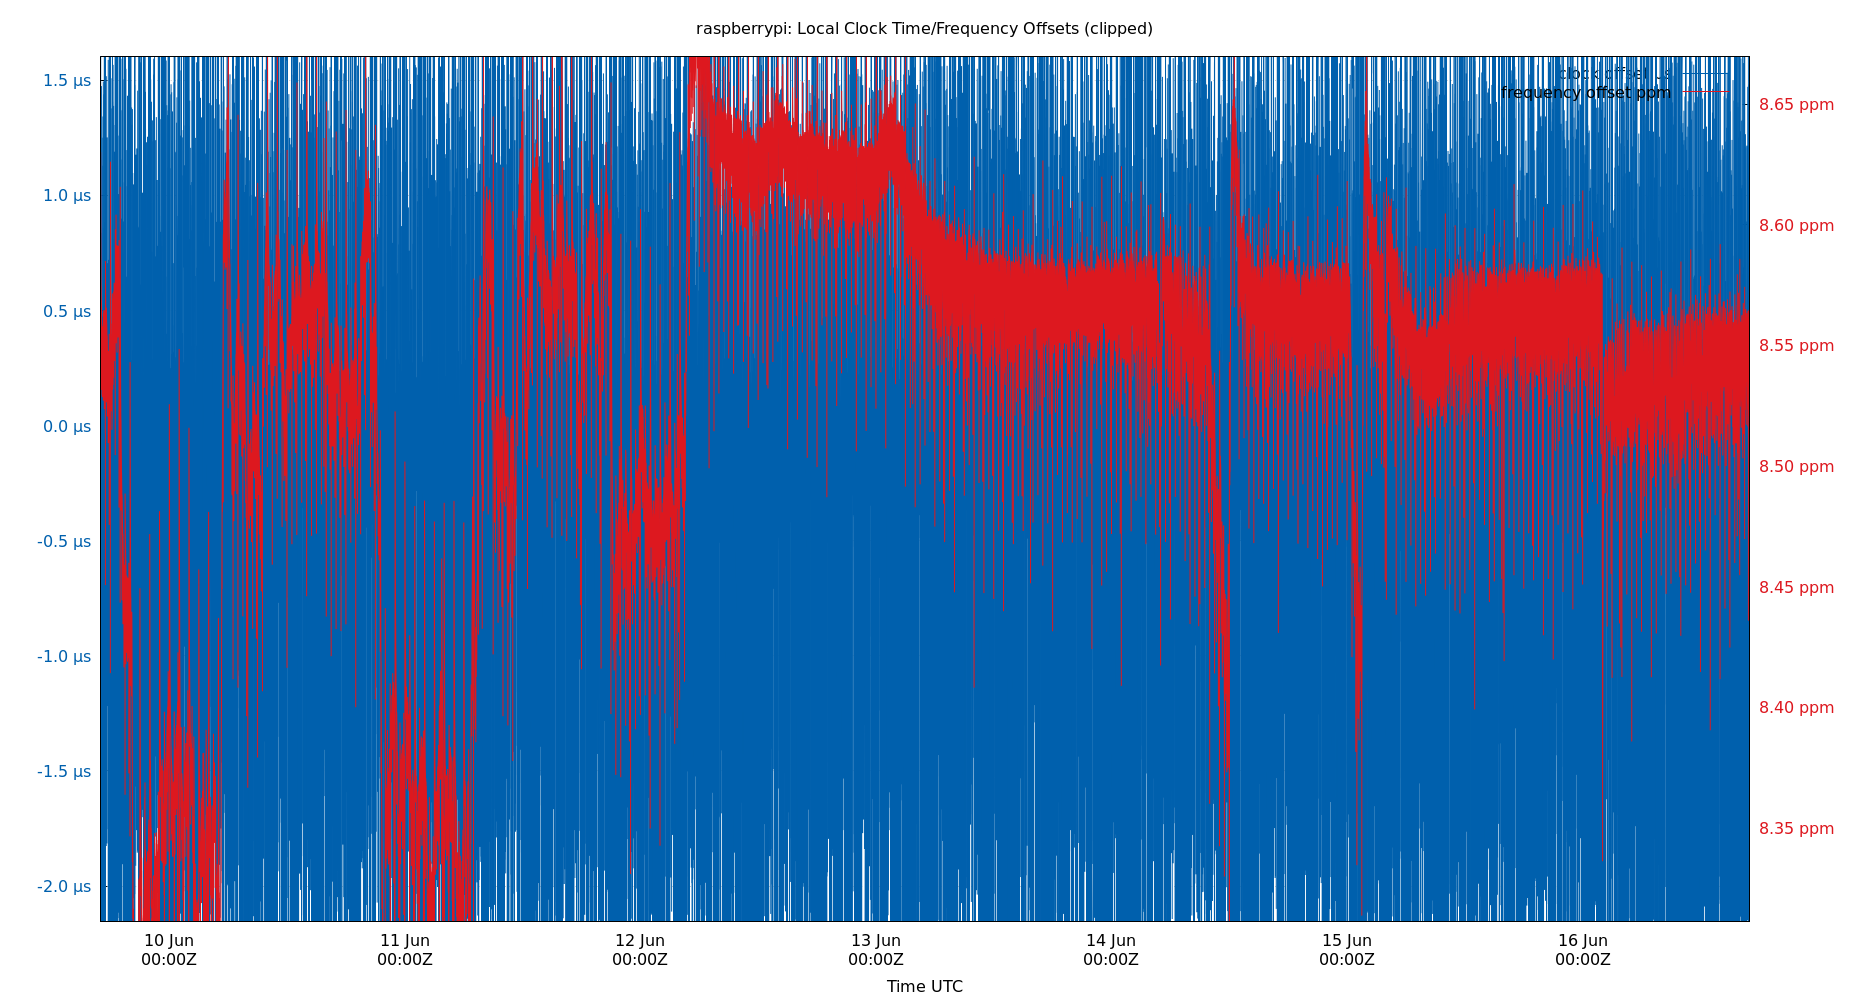 raspberrypi: Local Clock Time/Frequency Offsets (clipped)
clock offset µs
frequency offset ppm
1.5 µs
1.0 µs
0.5 µs
0.0 µs
-0.5 µs
-1.0 µs
-1.5 µs
-2.0 µs
8.65 ppm
8.60 ppm
8.55 ppm
8.50 ppm
8.45 ppm
8.40 ppm
8.35 ppm
10 Jun 11 Jun 12 Jun 13 Jun 14 Jun 15 Jun 16 Jun
00:00Z 00:00Z 00:00Z 00:00Z 00:00Z 00:00Z 00:00Z
Time UTC